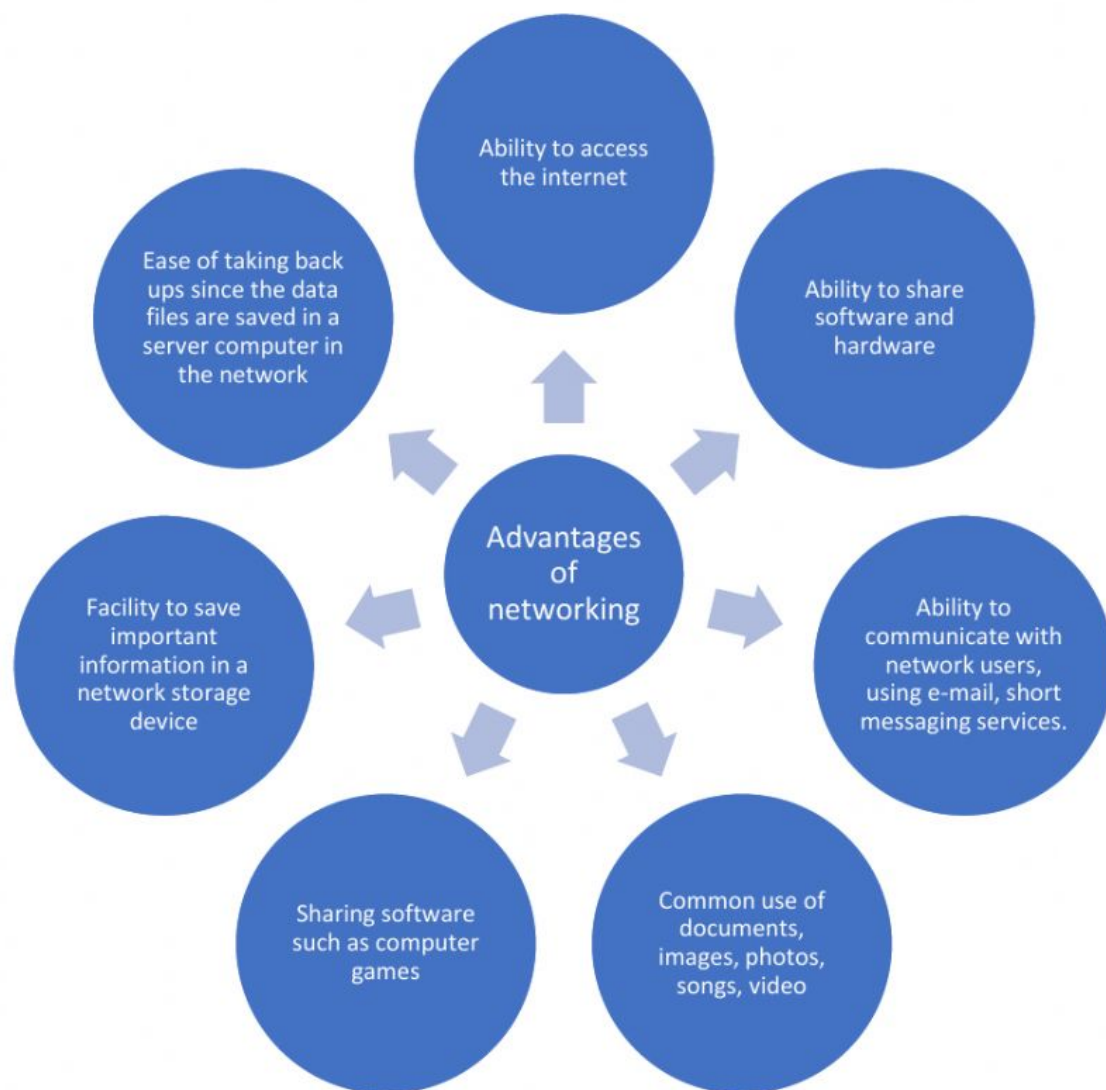 Ability to access
the internet
Ability to share
software and
hardware
Ability to
communicate with
network users,
using e-mail, short
messaging services.
Common use of
documents,
images, photos,
songs, video
Sharing software
such as computer
games
Facility to save
important
information in a
network storage
device
Ease of taking back
ups since the data
files are saved in a
server computer in
the network
Advantages
of
networking